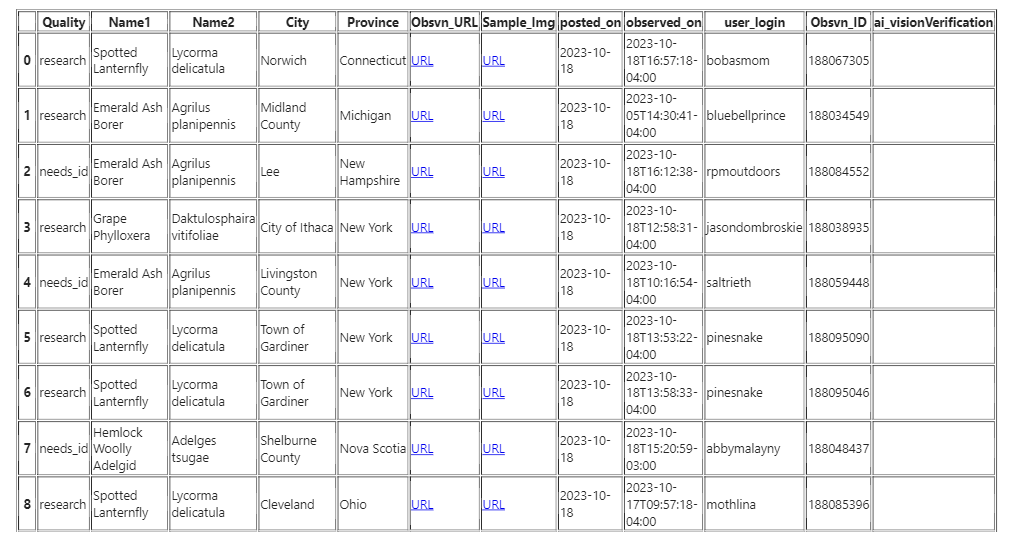 Quality Name1 Name2 City Province Obsvn_URL Sample_Img posted_on observed_on user_login Obsvn_ID ai_visionVerification
0 research Spotted Lanternfly Lycorma delicatula Norwich Connecticut URL URL 2023-10-18 2023-10-18T16:57:18-04:00 bobasmom 188067305
1 research Emerald Ash Borer Agrilus planipennis Midland County Michigan URL URL 2023-10-18 2023-10-05T14:30:41-04:00 bluebellprince 188034549
2 needs_id Emerald Ash Borer Agrilus planipennis Lee New Hampshire URL URL 2023-10-18 2023-10-18T16:12:38-04:00 rpmoutdoors 188084552
3 research Grape Phylloxera Daktulosphaira vitifoliae City of Ithaca New York URL URL 2023-10-18 2023-10-18T12:58:31-04:00 jasondombroskie 188038935
4 needs_id Emerald Ash Borer Agrilus planipennis Livingston County New York URL URL 2023-10-18 2023-10-18T10:16:54-04:00 saltrieth 188059448
5 research Spotted Lanternfly Lycorma delicatula Town of Gardiner New York URL URL 2023-10-18 2023-10-18T13:53:22-04:00 pinesnake 188095090
6 research Spotted Lanternfly Lycorma delicatula Town of Gardiner New York URL URL 2023-10-18 2023-10-18T13:58:33-04:00 pinesnake 188095046
7 needs_id Hemlock Woolly Adelgid Adelges tsugae Shelburne County Nova Scotia URL URL 2023-10-18 2023-10-18T15:20:59-03:00 abbymalayny 188048437
8 research Spotted Lanternfly Lycorma delicatula Cleveland Ohio URL URL 2023-10-18 2023-10-17T09:57:18-04:00 mothlina 188085396